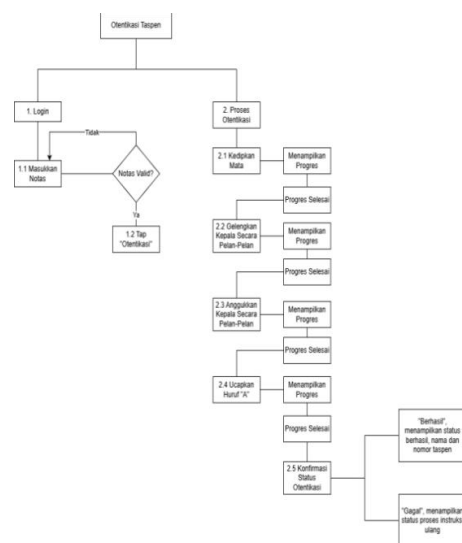 Otentikasi Taspen
1. Login
2. Proses
Otentikasi
Tidak
1.1 Masukkan
Notas
Notas Valid?
Ya
1.2 Tap
"Otentikasi"
2.1 Kedipkan
Mata
Menampilkan
Progres
Progres Selesai
2.2 Gelengkan
Kepala Secara
Pelan-Pelan
Menampilkan
Progres
Progres Selesai
2.3 Anggukkan
Kepala Secara
Pelan-Pelan
Menampilkan
Progres
Progres Selesai
2.4 Ucapkan
Huruf "A"
Menampilkan
Progres
Progres Selesai
2.5 Konfirmasi
Status
Otentikasi
"Berhasil",
menampilkan status
berhasil, nama dan
nomor taspen
"Gagal", menampilkan
status proses instruks
ulang